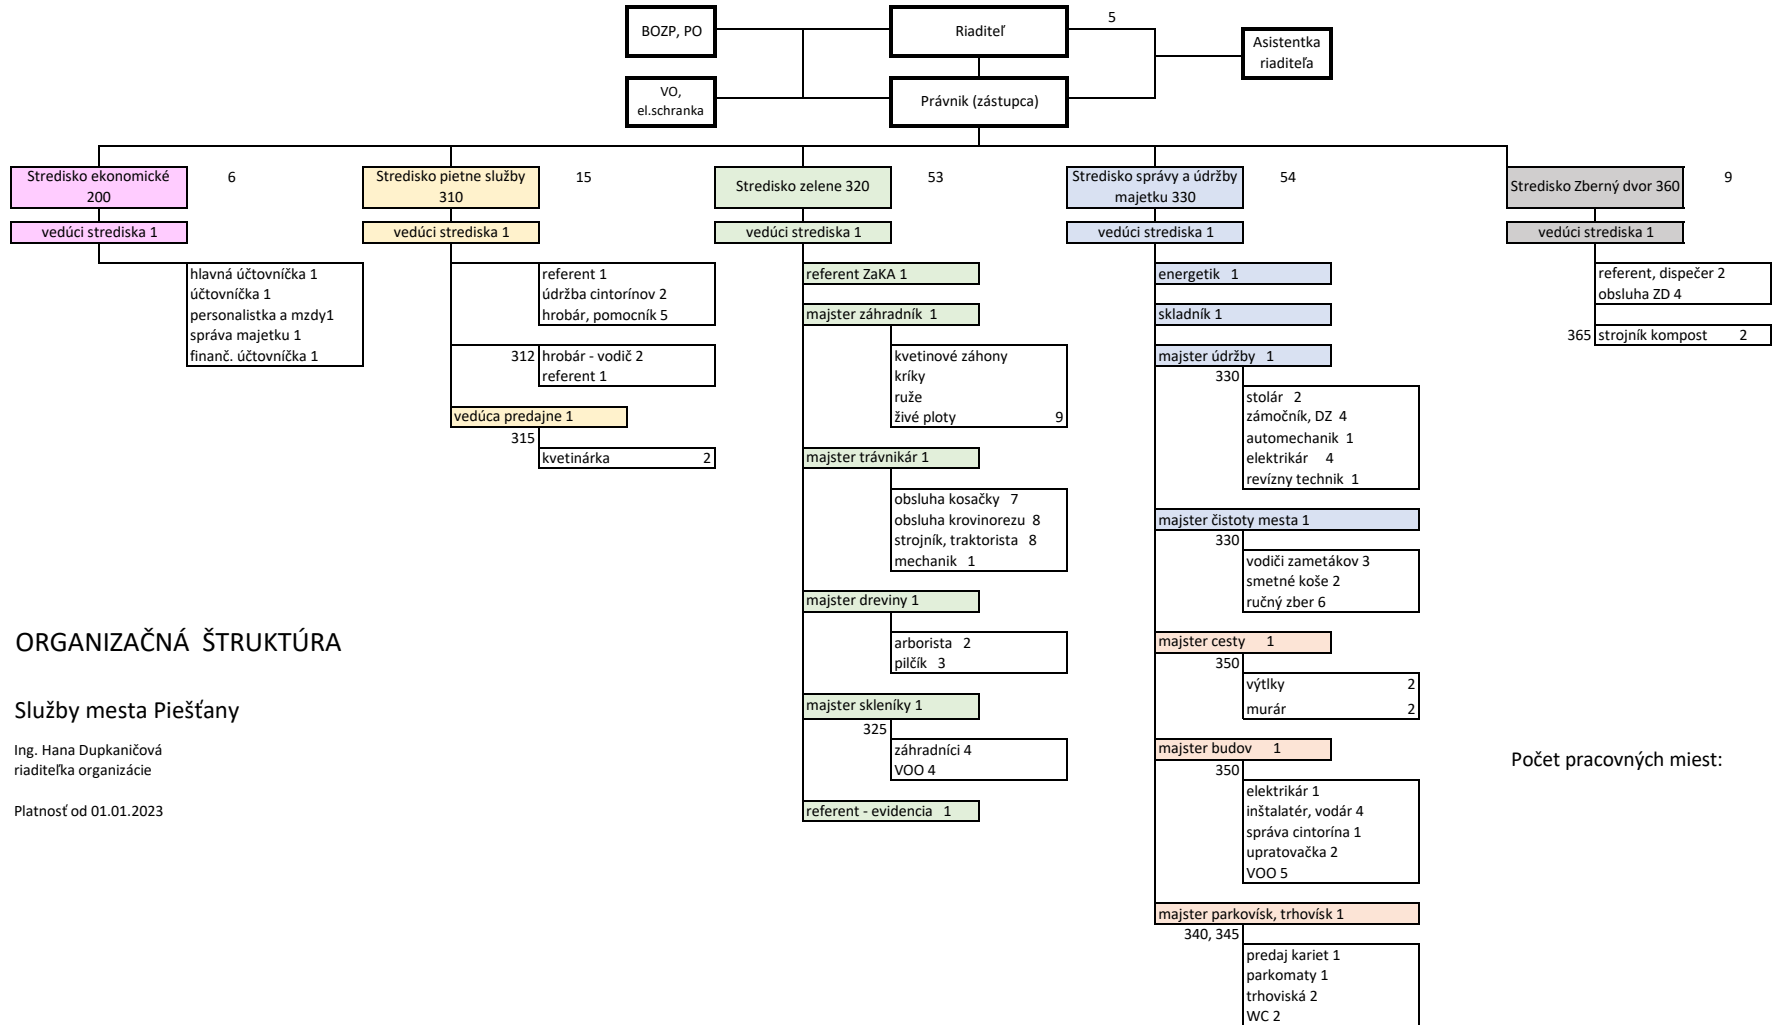 BOZP, PO
Riaditeľ
5
Asistentka
riaditeľa
VO,
el.schranka
Právnik (zástupca)
Stredisko ekonomické
200
6
vedúci strediska 1
hlavná účtovníčka 1
účtovníčka 1
personalistka a mzdy1
správa majetku 1
finanč. účtovníčka 1
Stredisko pietne služby
310
15
vedúci strediska 1
referent 1
údržba cintorínov 2
hrobár, pomocník 5
312
hrobár - vodič 2
referent 1
vedúca predajne 1
315
kvetinárka 2
Stredisko zelene 320
53
vedúci strediska 1
referent ZaKA 1
majster záhradník 1
kvetinové záhony
kríky
ruže
živé ploty 9
majster trávnikár 1
obsluha kosačky 7
obsluha krovinorezu 8
strojník, traktorista 8
mechanik 1
majster dreviny 1
arborista 2
pilčík 3
majster skleníky 1
325
záhradníci 4
VOO 4
referent - evidencia 1
Stredisko správy a údržby
majetku 330
54
vedúci strediska 1
energetik 1
skladník 1
majster údržby 1
330
stolár 2
zámočník, DZ 4
automechanik 1
elektrikár 4
revízny technik 1
majster čistoty mesta 1
330
vodiči zametákov 3
smetné koše 2
ručný zber 6
majster cesty 1
350
výtlky 2
murár 2
majster budov 1
350
elektrikár 1
inštalatér, vodár 4
správa cintorína 1
upratovačka 2
VOO 5
majster parkovísk, trhovísk 1
340, 345
predaj kariet 1
parkomaty 1
trhoviská 2
WC 2
Stredisko Zberný dvor 360
9
vedúci strediska 1
referent, dispečer 2
obsluha ZD 4
365
strojník kompost 2
ORGANIZAČNÁ ŠTRUKTÚRA
Služby mesta Piešťany
Ing. Hana Dupkaničová
riaditeľka organizácie
Platnosť od 01.01.2023
Počet pracovných miest: